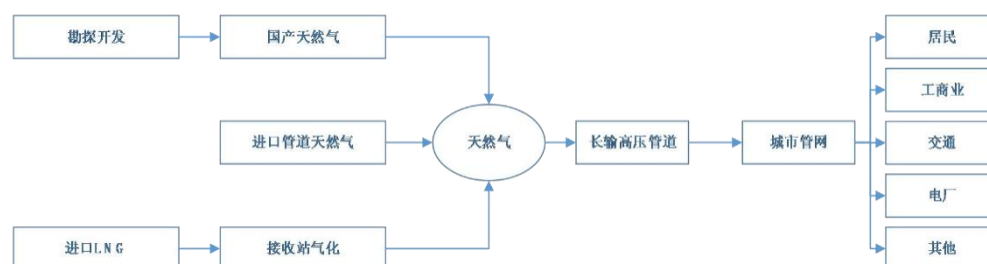 勘探开发
国产天然气
居民
工商业
进口管道天然气
天然气
长输高压管道
城市管网
交通
电厂
进口LNG
接收站气化
其他